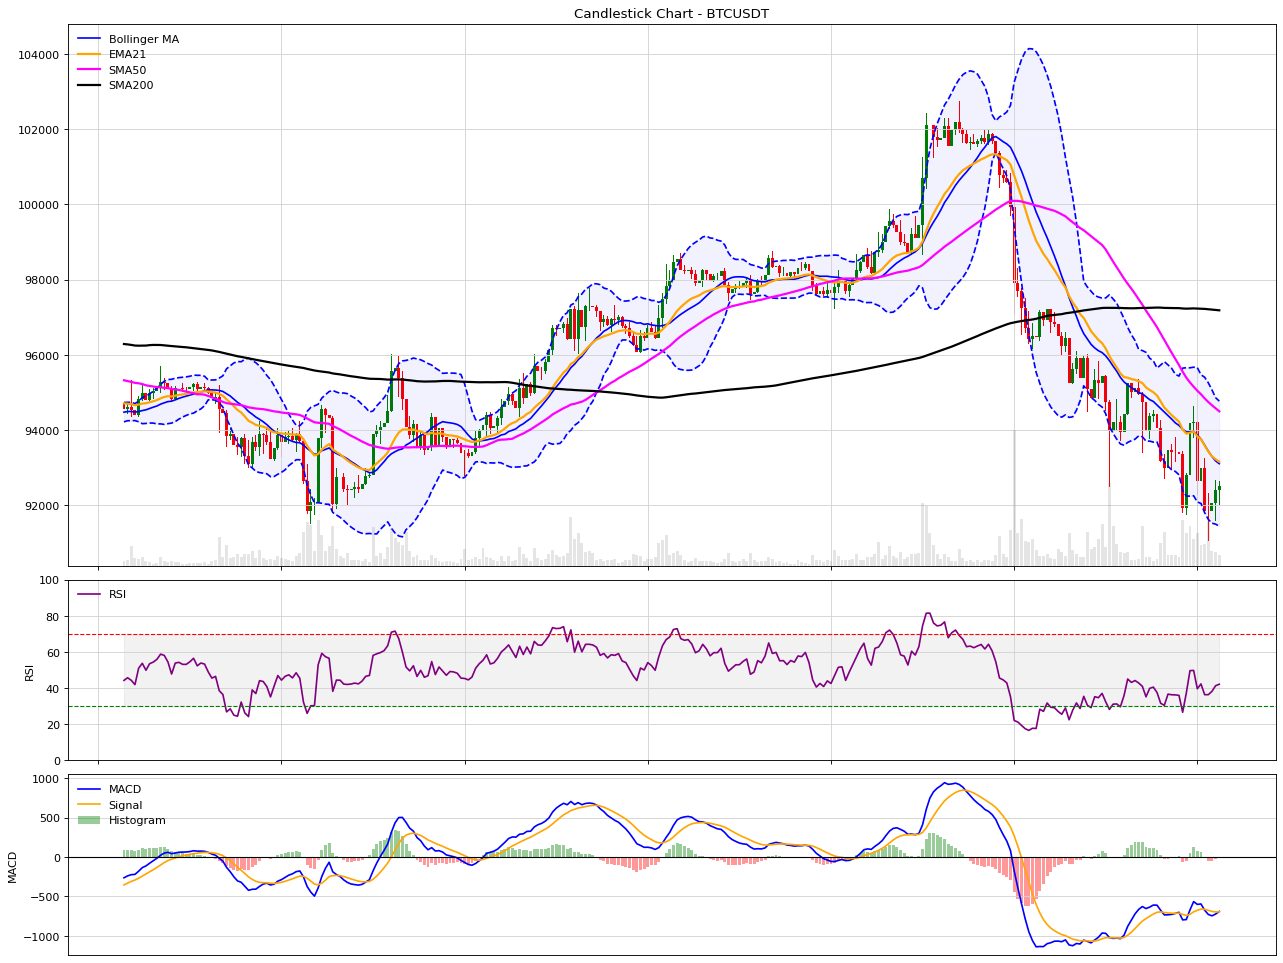 Candlestick Chart - BTCUSDT
Bollinger MA
EMA21
SMA50
SMA200
104000
102000
100000
98000
96000
94000
92000
RSI
100
80
60
40
20
0
RSI
MACD
Signal
Histogram
1000
500
0
−500
−1000
MACD